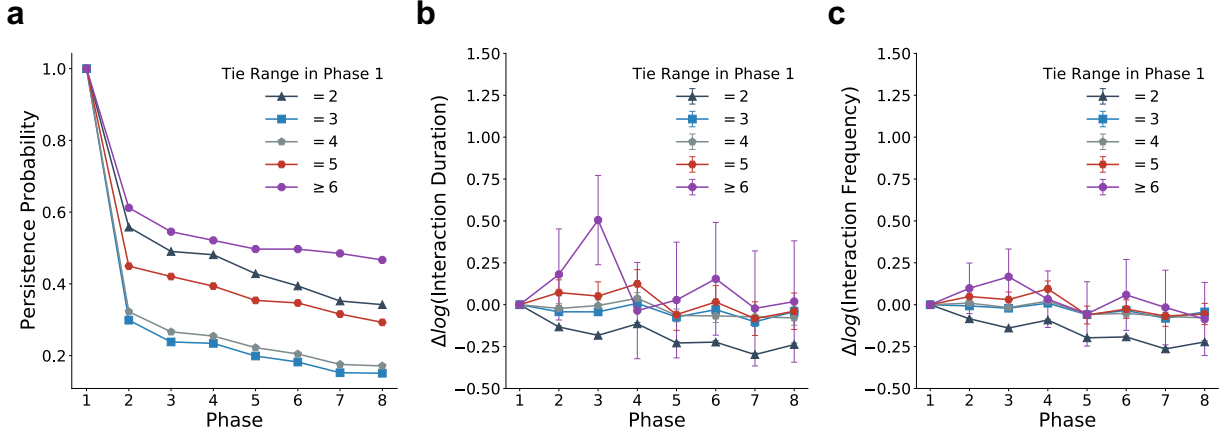 a
Persistence Probability
1.0
0.8
0.6
0.4
0.2
Tie Range in Phase 1
= 2
= 3
= 4
= 5
≥ 6
1 2 3 4 5 6 7 8
Phase
b
Δlog(Interaction Duration)
1.50
1.25
1.00
0.75
0.50
0.25
0.00
−0.25
−0.50
Tie Range in Phase 1
= 2
= 3
= 4
= 5
≥ 6
1 2 3 4 5 6 7 8
Phase
c
Δlog(Interaction Frequency)
1.50
1.25
1.00
0.75
0.50
0.25
0.00
−0.25
−0.50
Tie Range in Phase 1
= 2
= 3
= 4
= 5
≥ 6
1 2 3 4 5 6 7 8
Phase